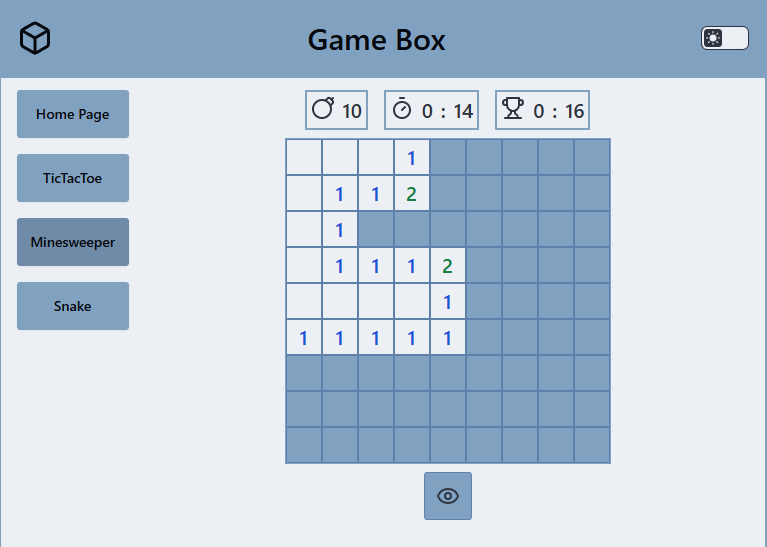 Game Box
Home Page
TicTacToe
Minesweeper
Snake
10
0 : 14
0 : 16
1
1 1 2
1
1 1 1 2
1
1 1 1 1 1